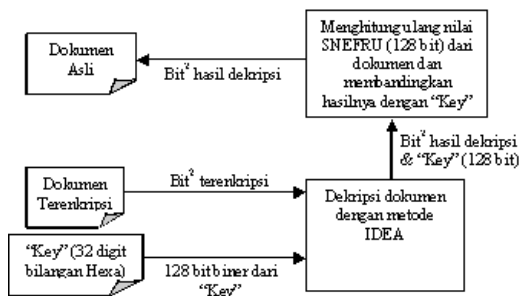 Dokumen
Asli
Bit² hasil dekripsi
Menghitung ulang nilai
SNEFRU (128 bit) dari
dokumen dan
membandingkan
hasilnya dengan “Key”
Bit² hasil dekripsi
& “Key” (128 bit)
Dokumen
Terenkripsi
Bit² terenkripsi
Dekripsi dokumen
dengan metode
IDEA
“Key” (32 digit
bilangan Hexa)
128 bit biner dari
“Key”